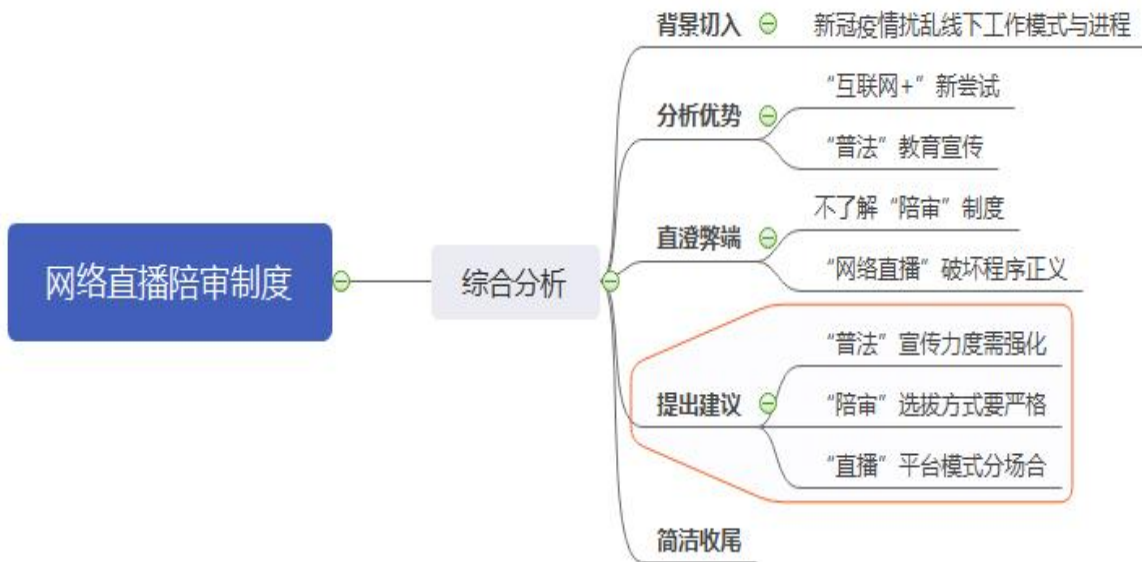 网络直播陪审制度
综合分析
背景切入
新冠疫情扰乱线下工作模式与进程
分析优势
“互联网+”新尝试
“普法”教育宣传
直澄弊端
不了解“陪审”制度
“网络直播”破坏程序正义
提出建议
“普法”宣传力度需强化
“陪审”选拔方式要严格
“直播”平台模式分场合
简洁收尾